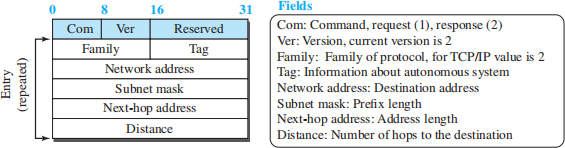 0 8 16 31
Com Ver Reserved
Family Tag
Network address
Subnet mask
Next-hop address
Distance
Entry
(repeated)
Fields
Com: Command, request (1), response (2)
Ver: Version, current version is 2
Family: Family of protocol, for TCP/IP value is 2
Tag: Information about autonomous system
Network address: Destination address
Subnet mask: Prefix length
Next-hop address: Address length
Distance: Number of hops to the destination